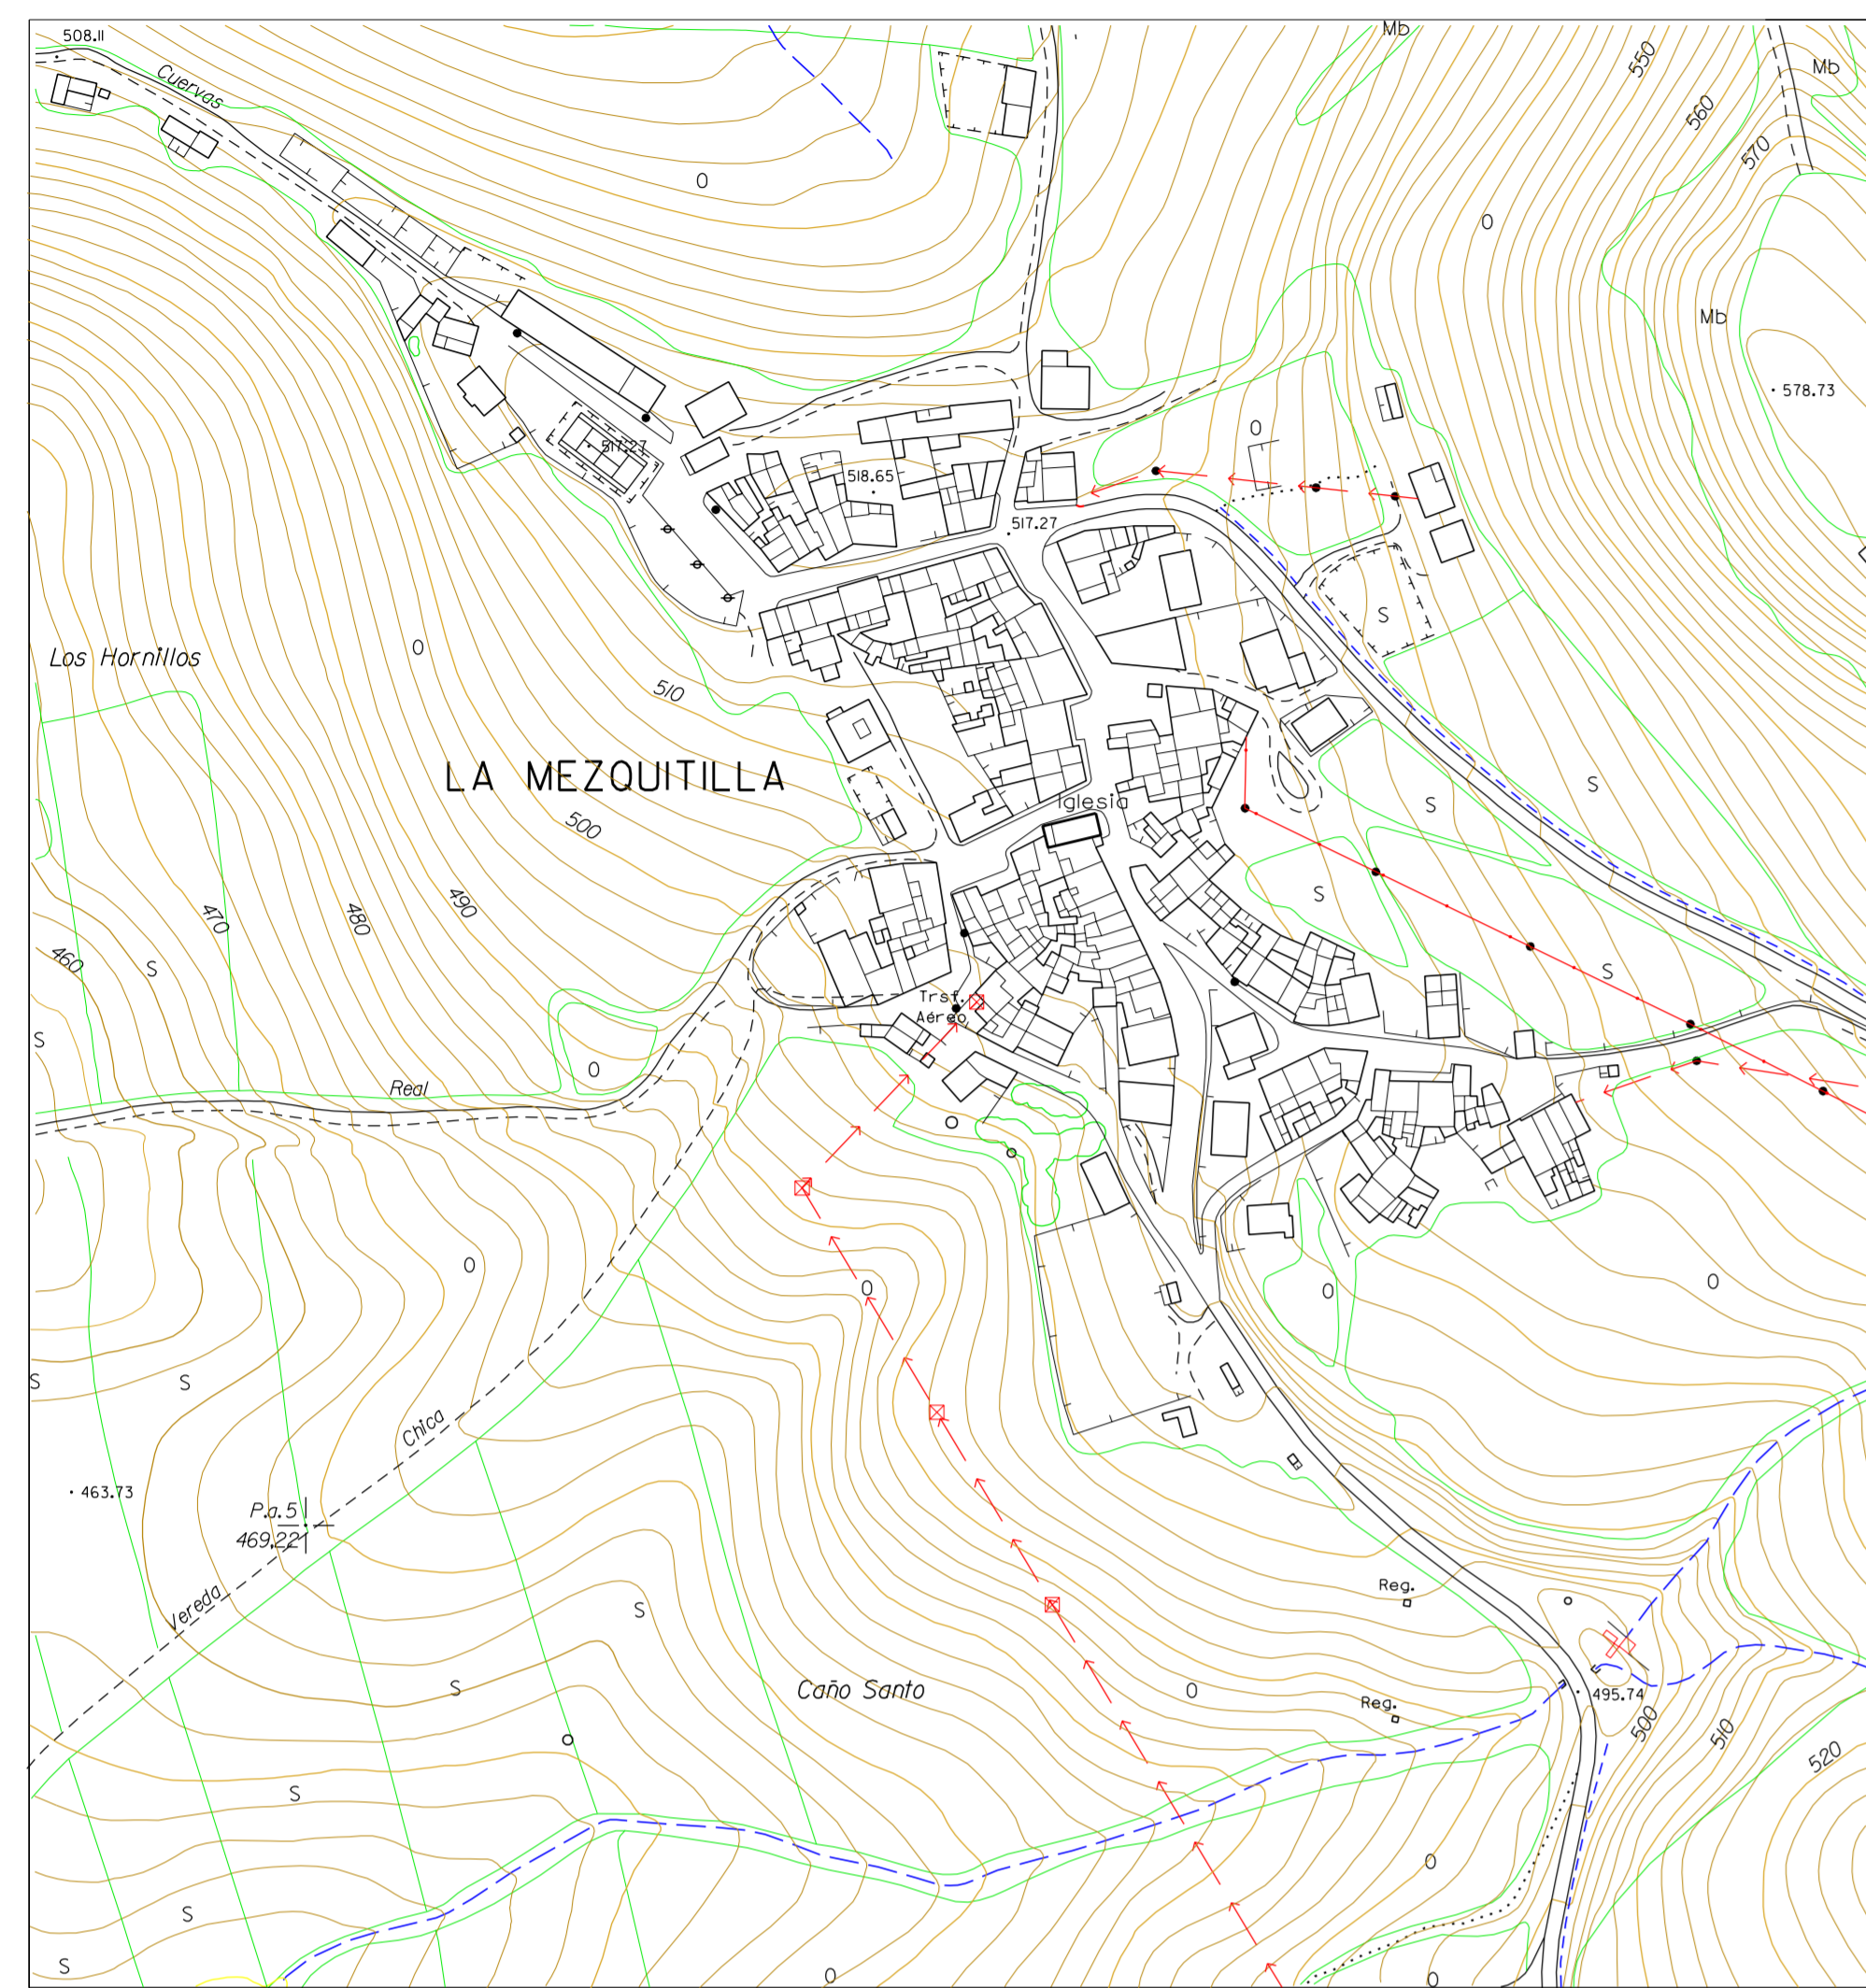 508.11
Cuervas
Mb
550
Mb
560
570
O
O
Mb
578.73
O
517.27
518.65
517.27
S
O
Los Hornillos
510
LA MEZQUITILLA
Iglesia
S
S
500
490
480
470
S
460
S
S
Trsf.
Aéreo
S
O
Real
O
O
O
O
S
S
Chica
463.73
P.a.5
469,22
Vereda
Reg.
S
Caño Santo
S
O
Reg.
495.74
500
510
520
S
O
S
S
O
O